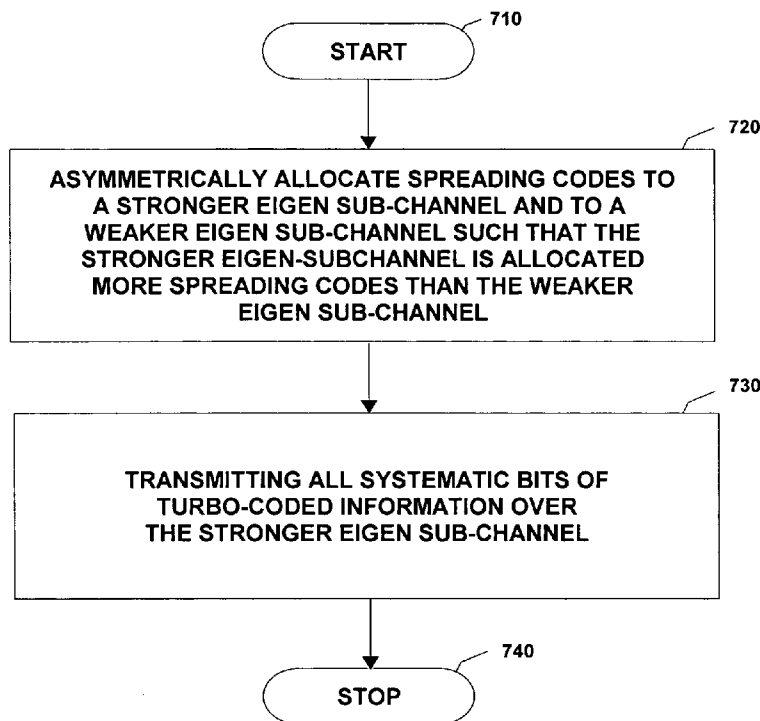 710
START
720
ASYMMETRICALLY ALLOCATE SPREADING CODES TO
A STRONGER EIGEN SUB-CHANNEL AND TO A
WEAKER EIGEN SUB-CHANNEL SUCH THAT THE
STRONGER EIGEN-SUBCHANNEL IS ALLOCATED
MORE SPREADING CODES THAN THE WEAKER
EIGEN SUB-CHANNEL.
730
TRANSMITTING ALL SYSTEMATIC BITS OF
TURBO-CODED INFORMATION OVER
THE STRONGER EIGEN SUB-CHANNEL
740
STOP